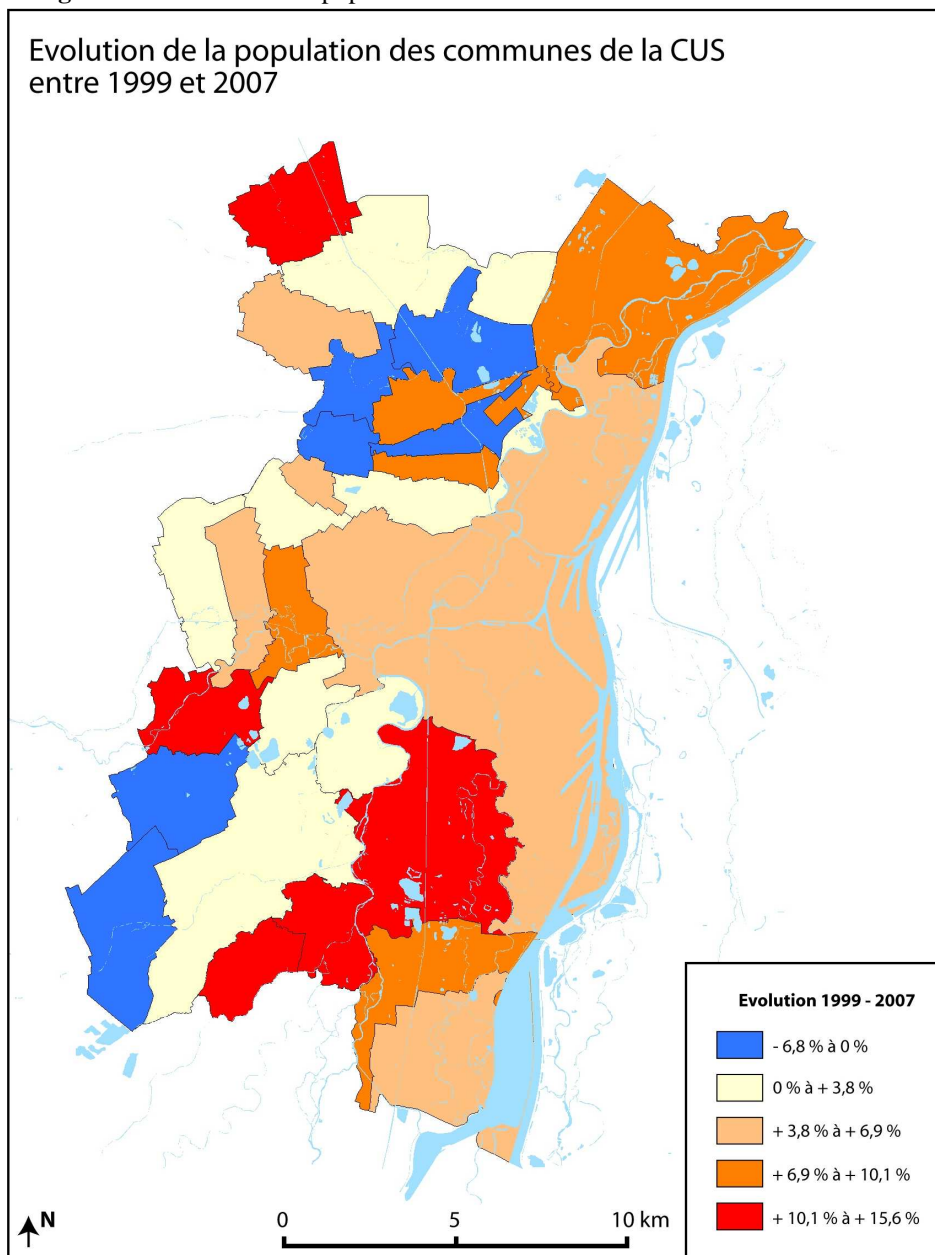 Evolution de la population des communes de la CUS
entre 1999 et 2007
Evolution 1999 - 2007
- 6,8 % à 0 %
0 % à + 3,8 %
+ 3,8 % à + 6,9 %
+ 6,9 % à + 10,1 %
+ 10,1 % à + 15,6 %
N
0 5 10 km